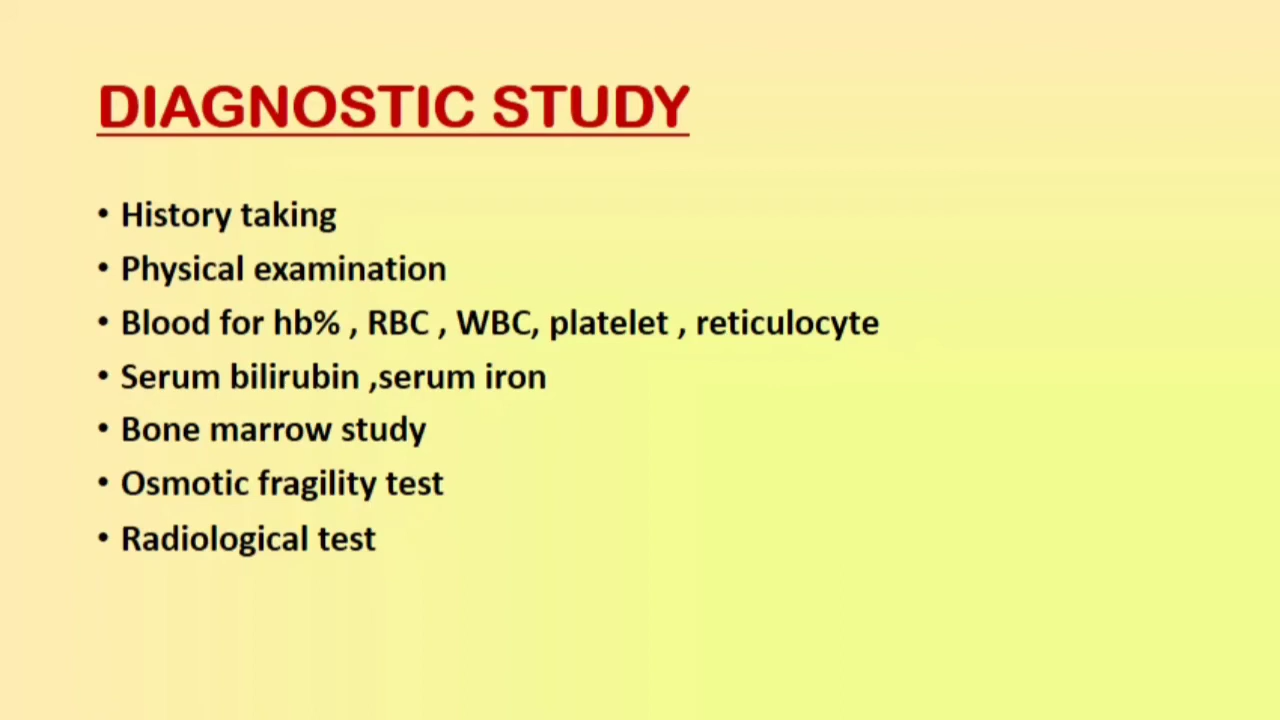 DIAGNOSTIC STUDY
• History taking
• Physical examination
• Blood for hb% , RBC , WBC, platelet , reticulocyte
• Serum bilirubin ,serum iron
• Bone marrow study
• Osmotic fragility test
• Radiological test